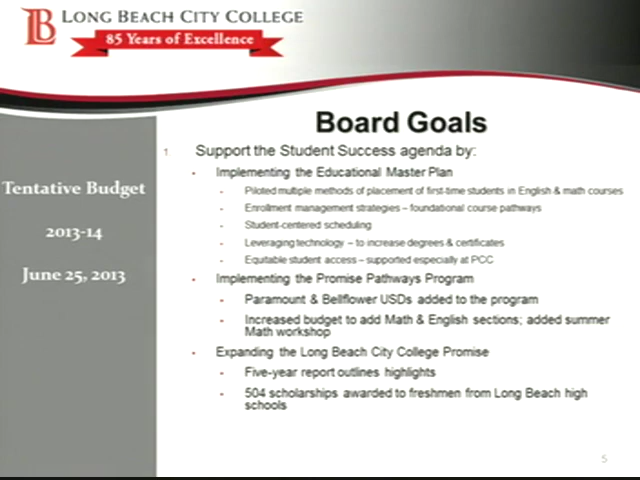 LB LONG BEACH CITY COLLEGE
85 Years of Excellence
Board Goals
Tentative Budget
2013-14
June 25, 2013
1. Support the Student Success agenda by:
• Implementing the Educational Master Plan
- Piloted multiple methods of placement of first-time students in English & math courses
- Enrollment management strategies – foundational course pathways
- Student-centered scheduling
- Leveraging technology – to increase degrees & certificates
- Equitable student access – supported especially at PCC
• Implementing the Promise Pathways Program
- Paramount & Bellflower USDs added to the program
- Increased budget to add Math & English sections; added summer
Math workshop
• Expanding the Long Beach City College Promise
- Five-year report outlines highlights
- 504 scholarships awarded to freshmen from Long Beach high
schools
5